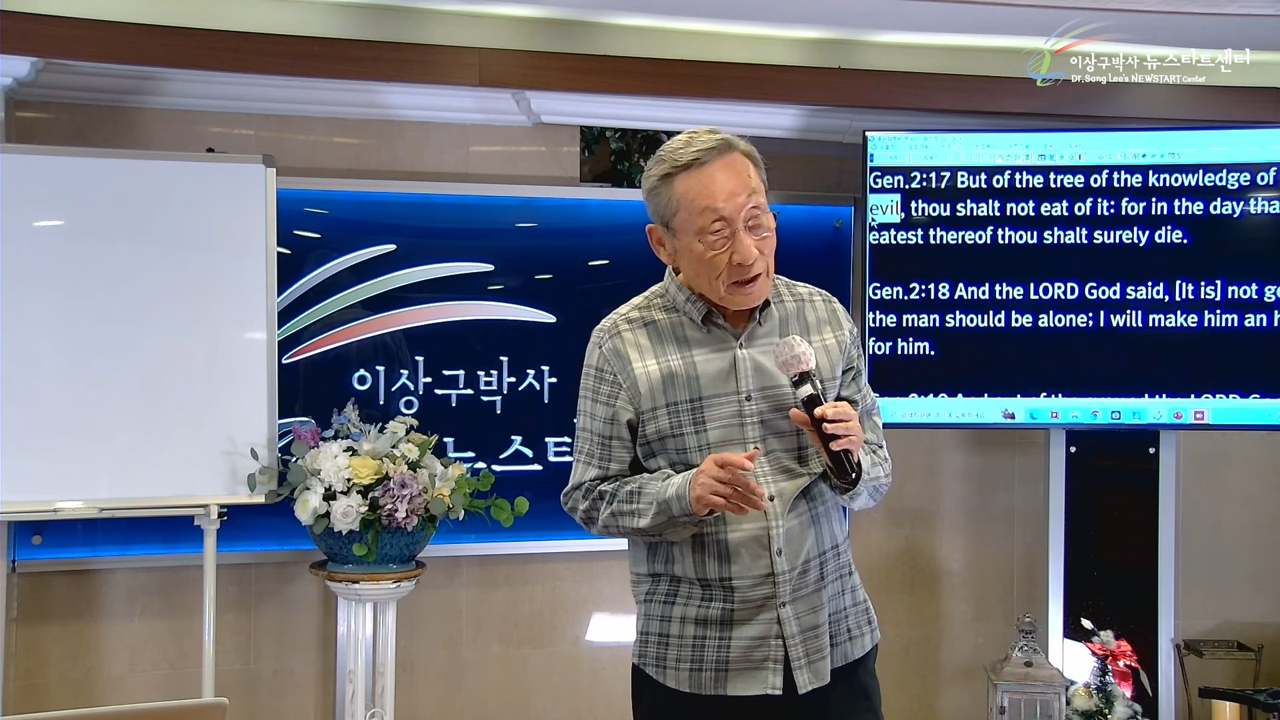 이상구박사 뉴스타트센터
Dr. Sang Lee's NEWSTART Center
Gen.2:17 But of the tree of the knowledge of
evil, thou shalt not eat of it: for in the day tha
eatest thereof thou shalt surely die.
Gen.2:18 And the LORD God said, [It is] not go
the man should be alone; I will make him an h
for him.
이상구박사
뉴스타